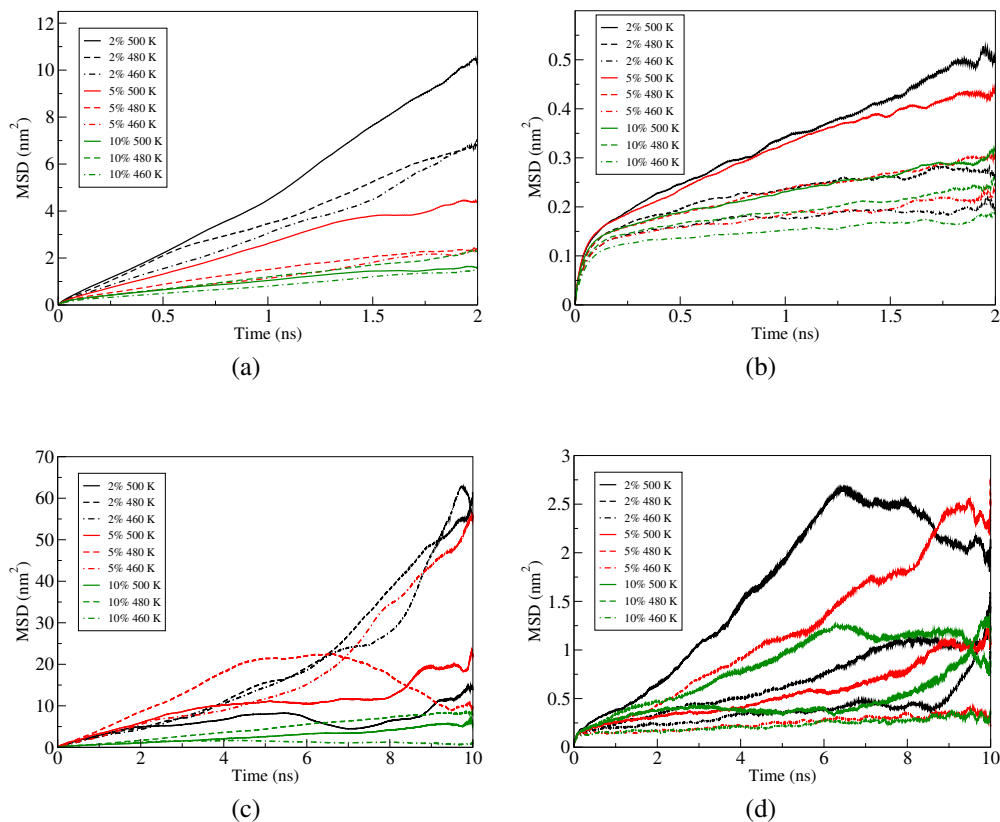 12
10
8
6
4
2
0
MSD (nm²)
2% 500 K
2% 480 K
2% 460 K
5% 500 K
5% 480 K
5% 460 K
10% 500 K
10% 480 K
10% 460 K
0 0.5 1 1.5 2
Time (ns)
(a)
0.5
0.4
0.3
0.2
0.1
0
MSD (nm²)
2% 500 K
2% 480 K
2% 460 K
5% 500 K
5% 480 K
5% 460 K
10% 500 K
10% 480 K
10% 460 K
0 0.5 1 1.5 2
Time (ns)
(b)
70
60
50
40
30
20
10
0
MSD (nm²)
2% 500 K
2% 480 K
2% 460 K
5% 500 K
5% 480 K
5% 460 K
10% 500 K
10% 480 K
10% 460 K
0 2 4 6 8 10
Time (ns)
(c)
3
2.5
2
1.5
1
0.5
0
MSD (nm²)
2% 500 K
2% 480 K
2% 460 K
5% 500 K
5% 480 K
5% 460 K
10% 500 K
10% 480 K
10% 460 K
0 2 4 6 8 10
Time (ns)
(d)